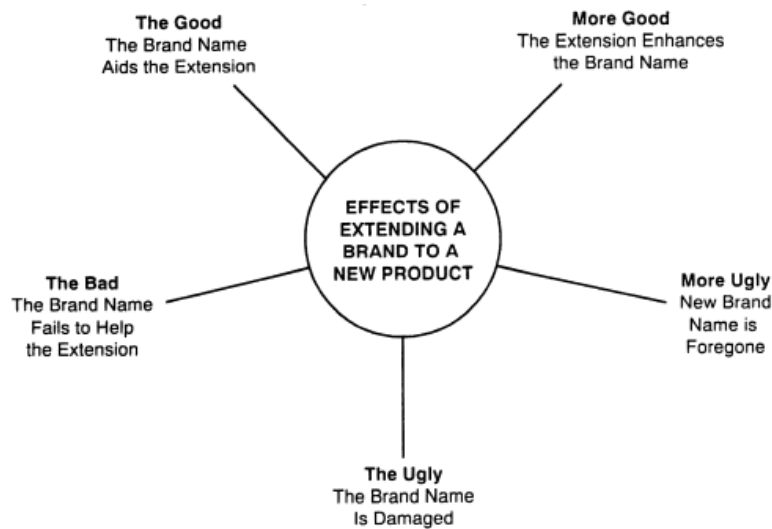 The Good
The Brand Name
Aids the Extension
More Good
The Extension Enhances
the Brand Name
EFFECTS OF
EXTENDING A
BRAND TO A
NEW PRODUCT
The Bad
The Brand Name
Fails to Help
the Extension
More Ugly
New Brand
Name is
Foregone
The Ugly
The Brand Name
Is Damaged